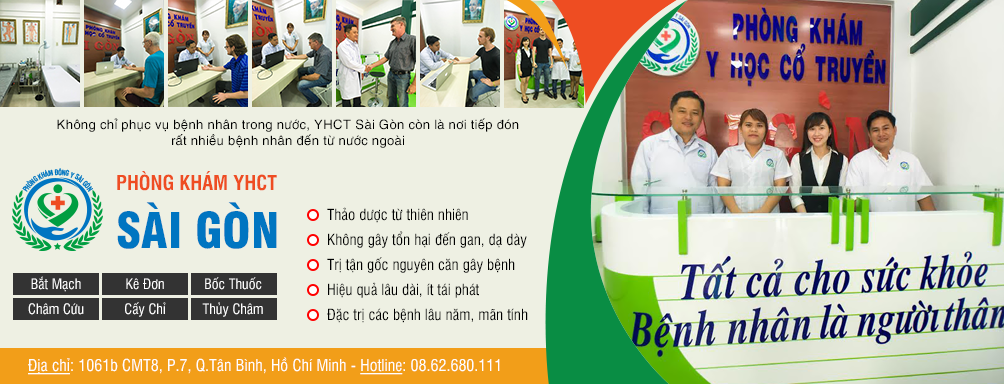 Không chỉ phục vụ bệnh nhân trong nước, YHCT Sài Gòn còn là nơi tiếp đón
rất nhiều bệnh nhân đến từ nước ngoài
PHÒNG KHÁM ĐÔNG Y SÀI GÒN
PHÒNG KHÁM YHCT
SÀI GÒN
Bắt Mạch
Kê Đơn
Bốc Thuốc
Châm Cứu
Cấy Chỉ
Thủy Châm
Thảo dược từ thiên nhiên
Không gây tổn hại đến gan, dạ dày
Trị tận gốc nguyên căn gây bệnh
Hiệu quả lâu dài, ít tái phát
Đặc trị các bệnh lâu năm, mãn tính
Địa chỉ: 1061b CMT8, P.7, Q.Tân Bình, Hồ Chí Minh - Hotline: 08.62.680.111
PHÒNG KHÁM
Y HỌC CỔ TRUYỀN
Tất cả cho sức khỏe
Bệnh nhân là người thân